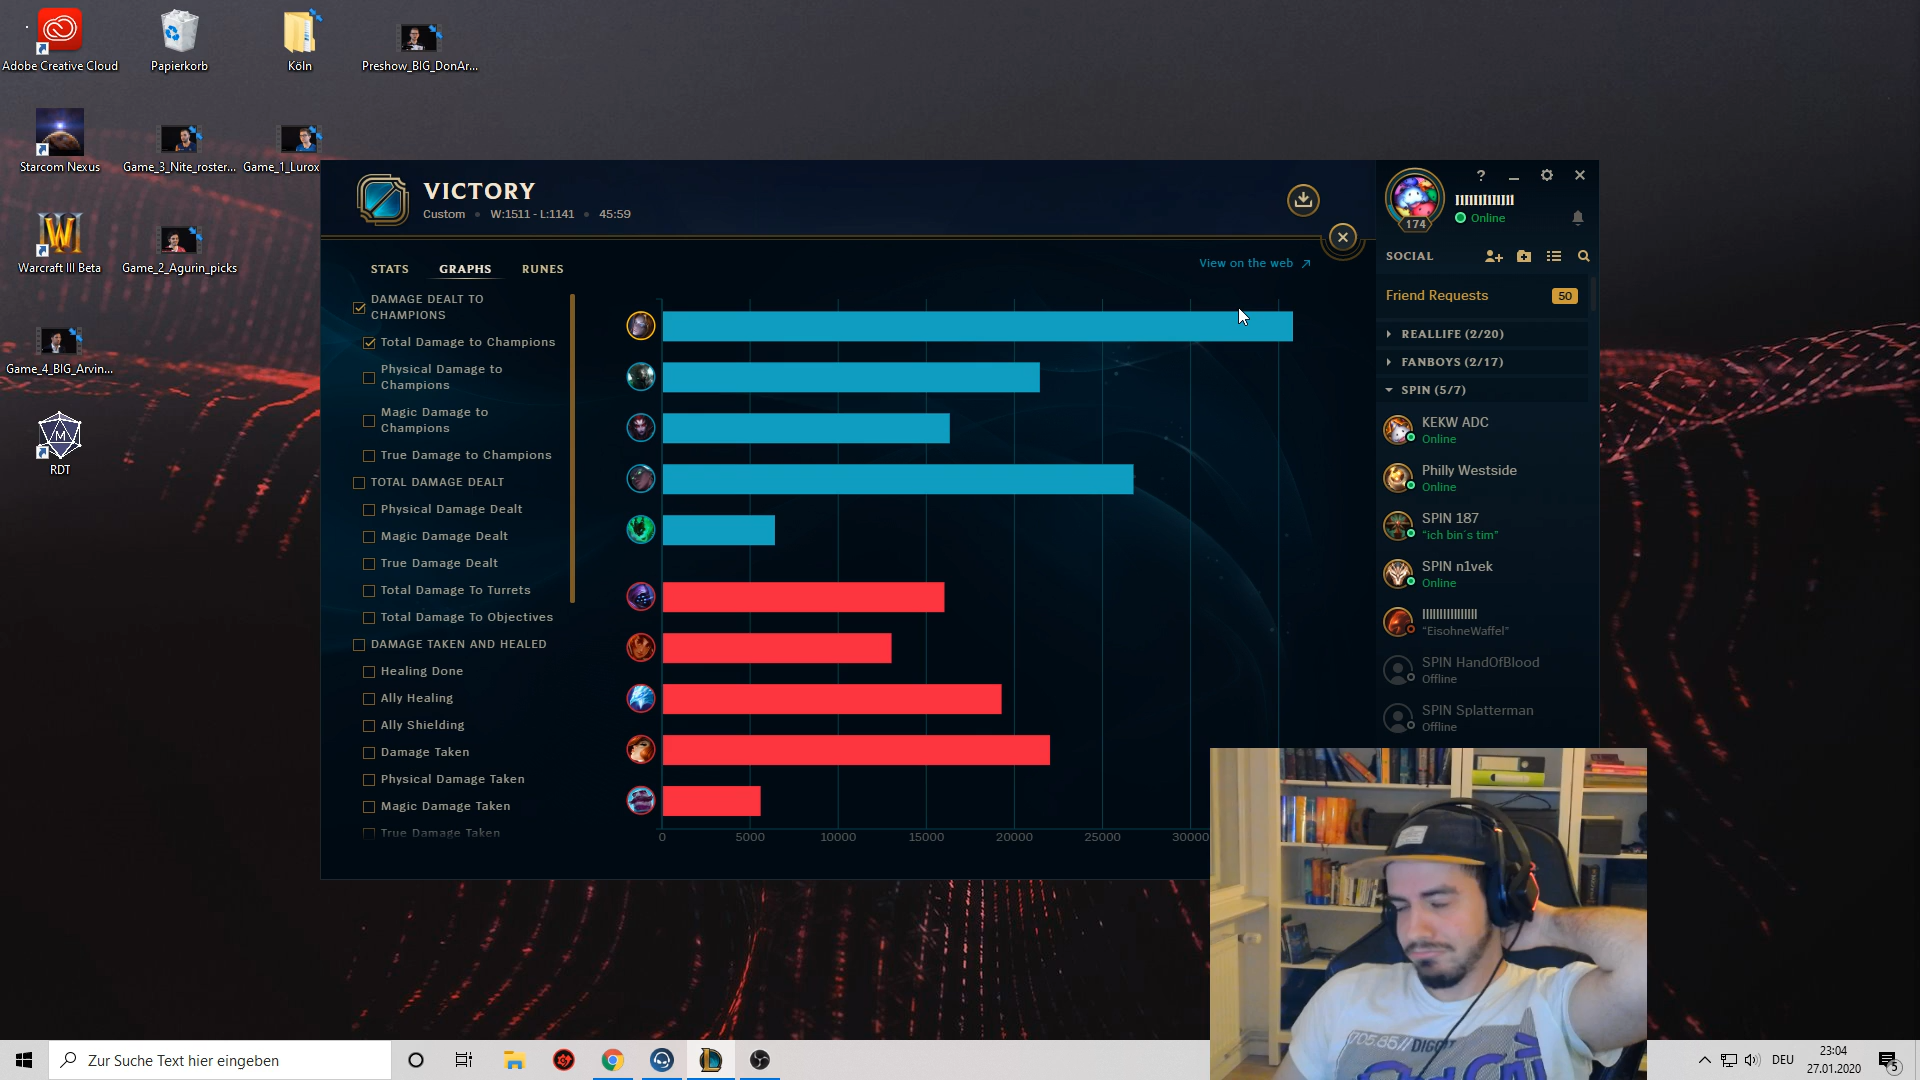 Adobe Creative Cloud
Papierkorb
Köln
Preshow_BIG_DonAr...
Starcom Nexus
Game_3_Nite_roster...
Game_1_Lurox
Warcraft III Beta
Game_2_Agurin_picks
Game_4_BIG_Arvin...
RDT
VICTORY
Custom • W:1511 - L:1141 • 45:59
STATS GRAPHS RUNES
View on the web
DAMAGE DEALT TO
CHAMPIONS
Total Damage to Champions
Physical Damage to
Champions
Magic Damage to
Champions
True Damage to Champions
TOTAL DAMAGE DEALT
Physical Damage Dealt
Magic Damage Dealt
True Damage Dealt
Total Damage To Turrets
Total Damage To Objectives
DAMAGE TAKEN AND HEALED
Healing Done
Ally Healing
Ally Shielding
Damage Taken
Physical Damage Taken
Magic Damage Taken
True Damage Taken
0 5000 10000 15000 20000 25000 30000
174
Online
SOCIAL
Friend Requests 50
REALLIFE (2/20)
FANBOYS (2/17)
SPIN (5/7)
KEKW ADC
Online
Philly Westside
Online
SPIN 187
"ich bin´s tim"
SPIN n1vek
Online
"EisohneWaffel"
SPIN HandOfBlood
Offline
SPIN Splatterman
Offline
Zur Suche Text hier eingeben
DEU
23:04
27.01.2020
5